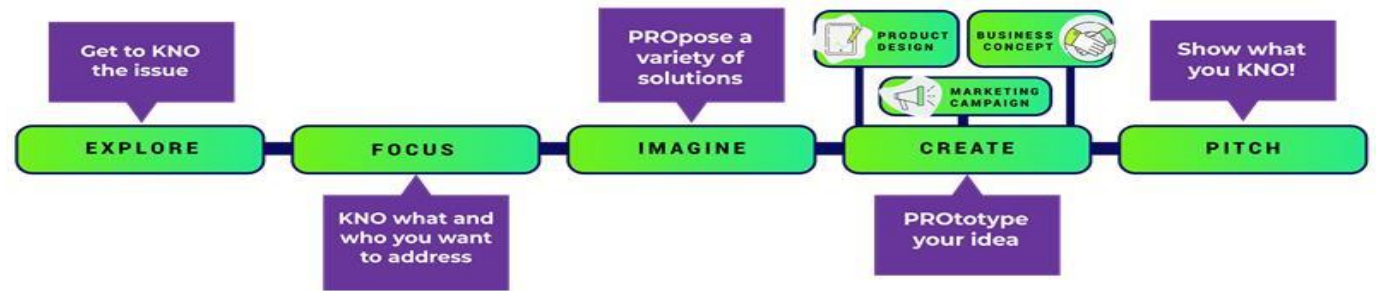 Get to KNO
the issue
PROpose a
variety of
solutions
PRODUCT
DESIGN
BUSINESS
CONCEPT
MARKETING
CAMPAIGN
Show what
you KNO!
EXPLORE
FOCUS
IMAGINE
CREATE
PITCH
KNO what and
who you want
to address
PROtotype
your idea